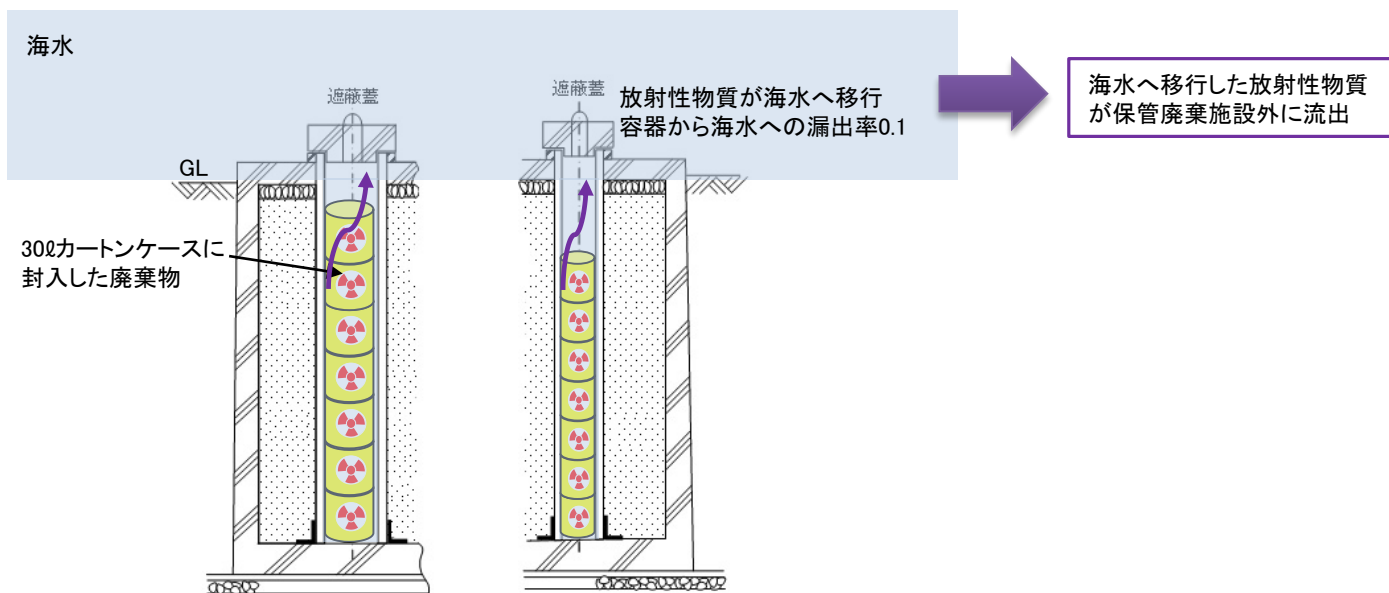 海水
遮蔽蓋
遮蔽蓋
放射性物質が海水へ移行
容器から海水への漏出率0.1
海水へ移行した放射性物質
が保管廃棄施設外に流出
GL
30ℓカートンケースに
封入した廃棄物